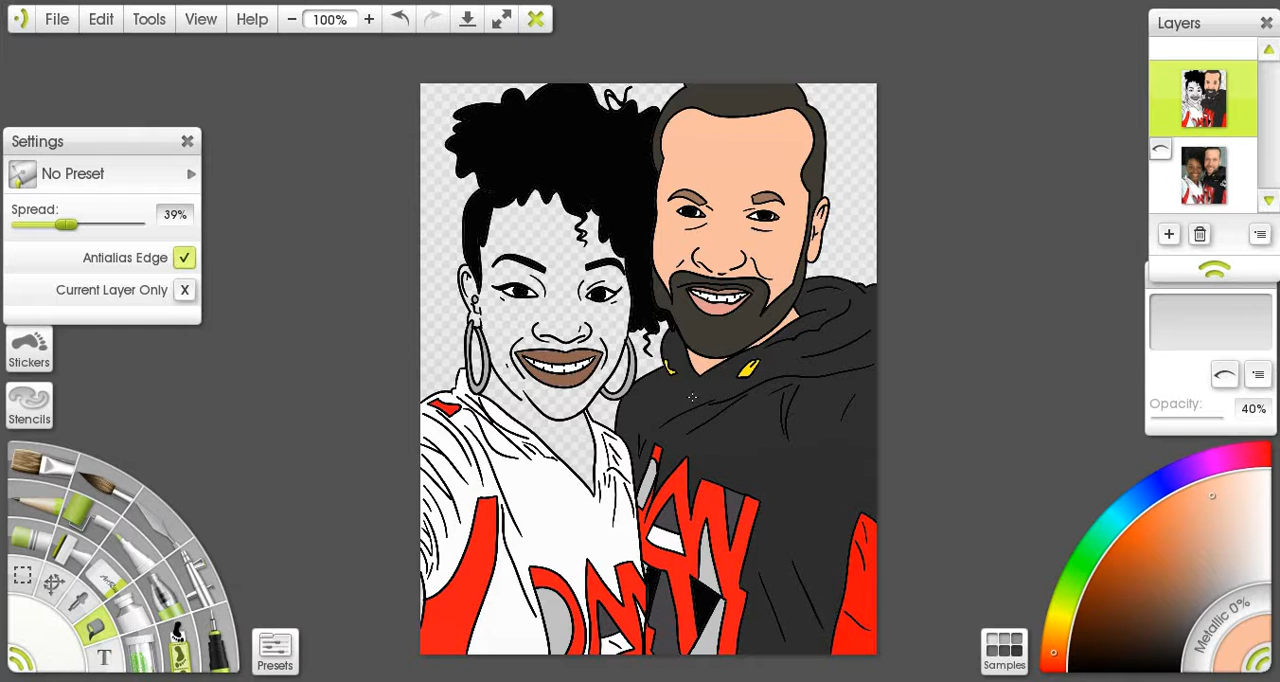 File Edit Tools View Help − 100% +
Layers
Settings
No Preset
Spread:
39%
Antialias Edge
Current Layer Only X
Stickers
Opacity: 40%
Stencils
T
Metallic 0%
Presets
Samples